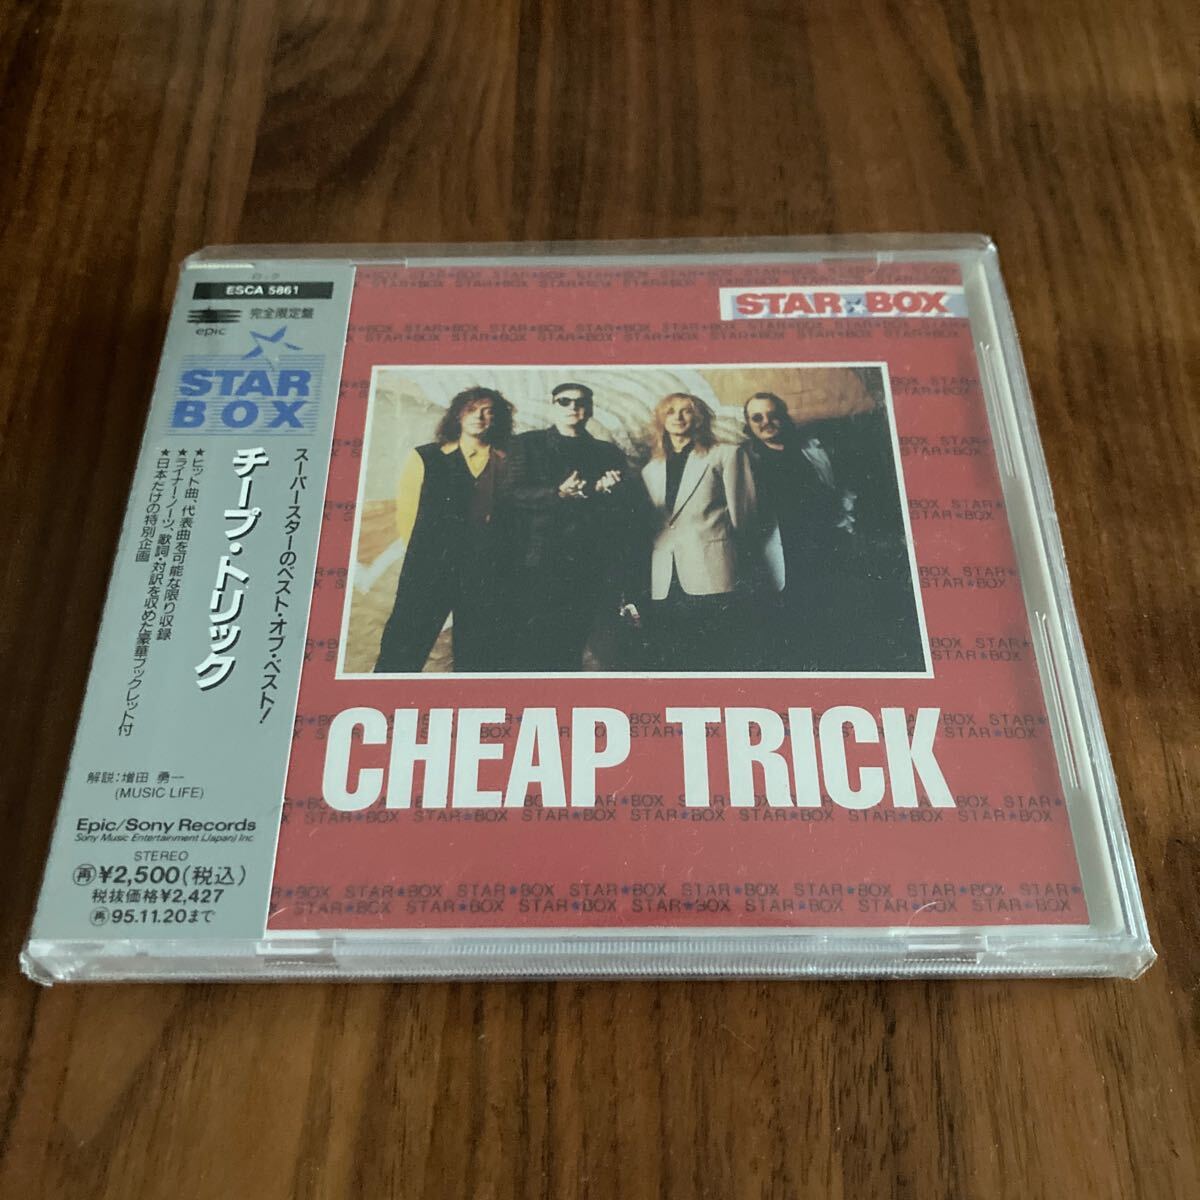 ロック
ESCA 5861
epic
完全限定盤
STAR
BOX
スーパースターのベスト・オブ・ベスト!
チープ・トリック
★ヒット曲、代表曲を可能な限り収録
★ライナー・ノーツ、歌詞・対訳を収めた豪華ブックレット付
★日本だけの特別企画
解説:増田 勇一
(MUSIC LIFE)
Epic/Sony Records
Sony Music Entertainment (Japan) Inc.
STEREO
再¥2,500(税込)
税抜価格¥2,427
再95.11.20まで
STAR★BOX
CHEAP TRICK